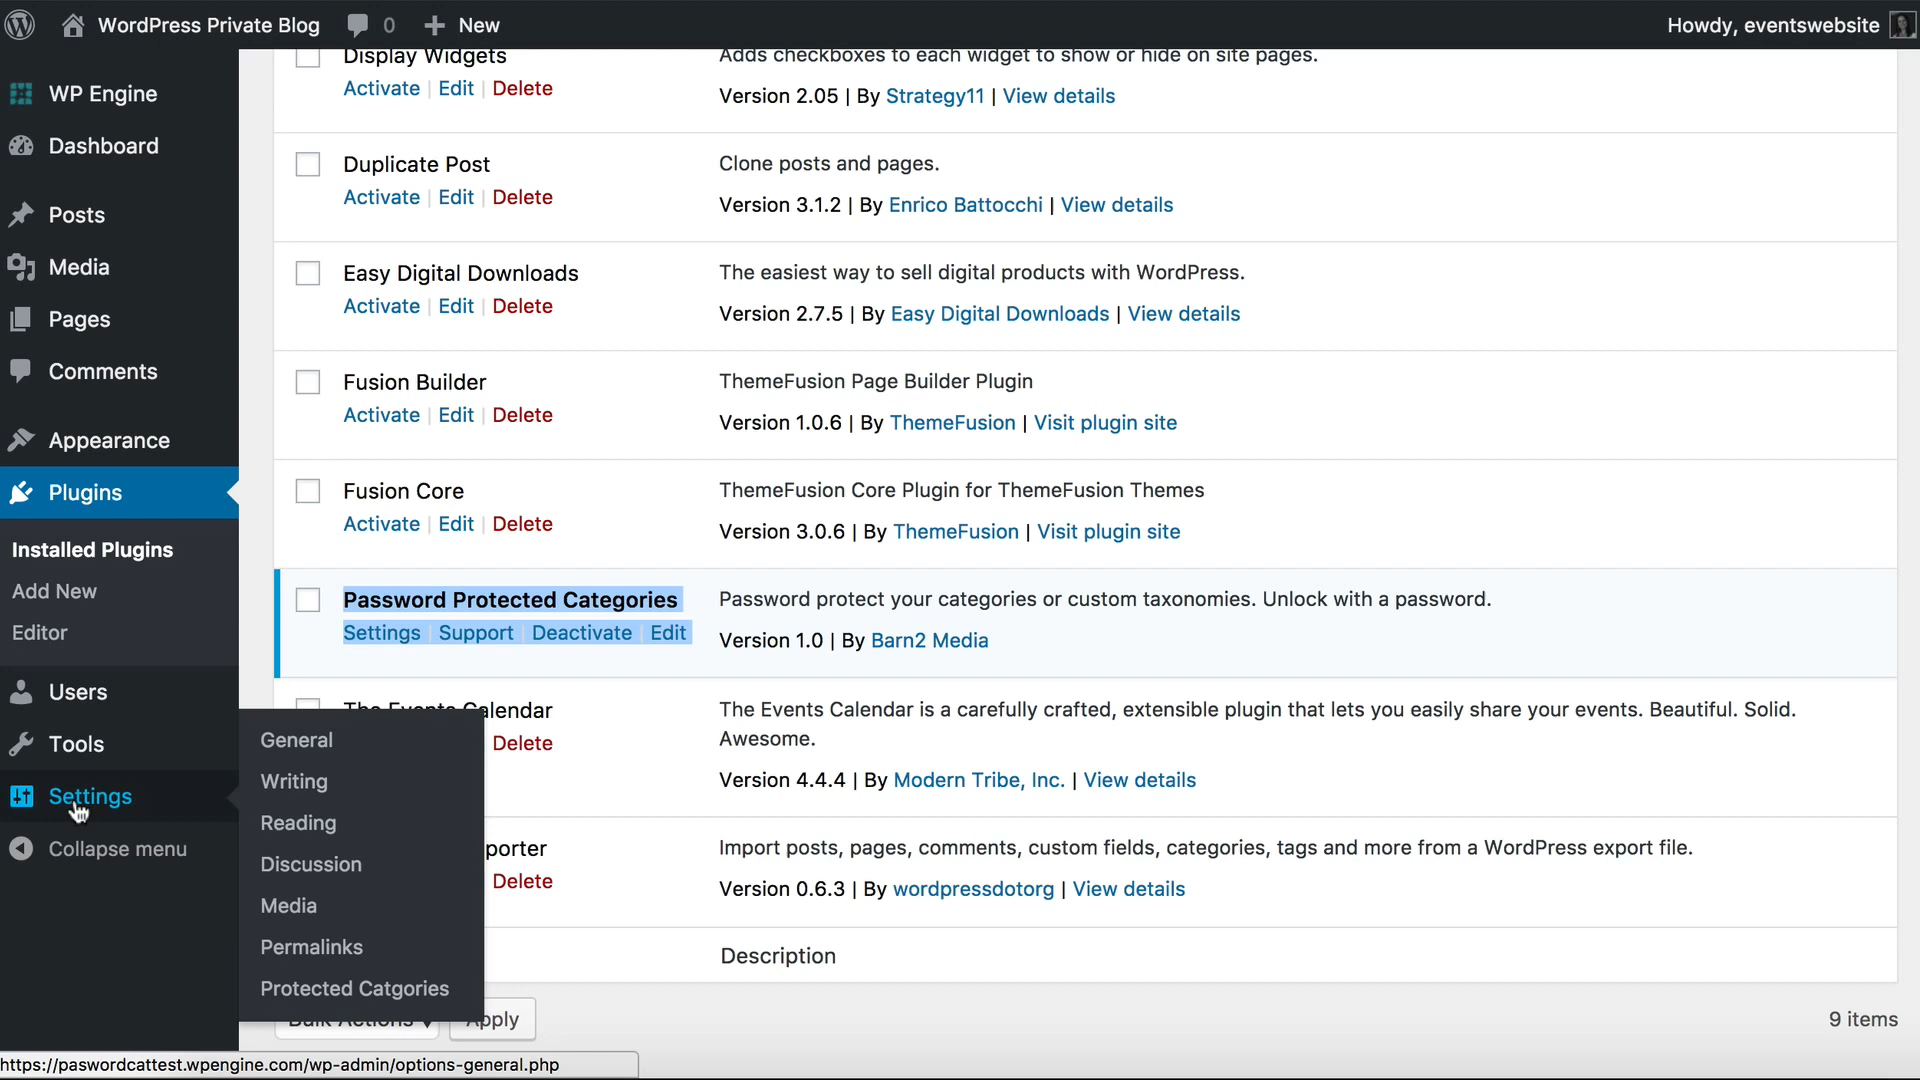 WordPress Private Blog 0 New Howdy, eventswebsite
WP Engine
Dashboard
Posts
Media
Pages
Comments
Appearance
Plugins
Installed Plugins
Add New
Editor
Users
Tools
Settings
Collapse menu
General
Writing
Reading
Discussion
Media
Permalinks
Protected Catgories
Display Widgets
Activate | Edit | Delete
Adds checkboxes to each widget to show or hide on site pages.
Version 2.05 | By Strategy11 | View details
Duplicate Post
Activate | Edit | Delete
Clone posts and pages.
Version 3.1.2 | By Enrico Battocchi | View details
Easy Digital Downloads
Activate | Edit | Delete
The easiest way to sell digital products with WordPress.
Version 2.7.5 | By Easy Digital Downloads | View details
Fusion Builder
Activate | Edit | Delete
ThemeFusion Page Builder Plugin
Version 1.0.6 | By ThemeFusion | Visit plugin site
Fusion Core
Activate | Edit | Delete
ThemeFusion Core Plugin for ThemeFusion Themes
Version 3.0.6 | By ThemeFusion | Visit plugin site
Password Protected Categories
Settings | Support | Deactivate | Edit
Password protect your categories or custom taxonomies. Unlock with a password.
Version 1.0 | By Barn2 Media
The Events Calendar
Delete
The Events Calendar is a carefully crafted, extensible plugin that lets you easily share your events. Beautiful. Solid.
Awesome.
Version 4.4.4 | By Modern Tribe, Inc. | View details
porter
Delete
Import posts, pages, comments, custom fields, categories, tags and more from a WordPress export file.
Version 0.6.3 | By wordpressdotorg | View details
Description
Bulk Actions Apply
9 items
https://paswordcattest.wpengine.com/wp-admin/options-general.php